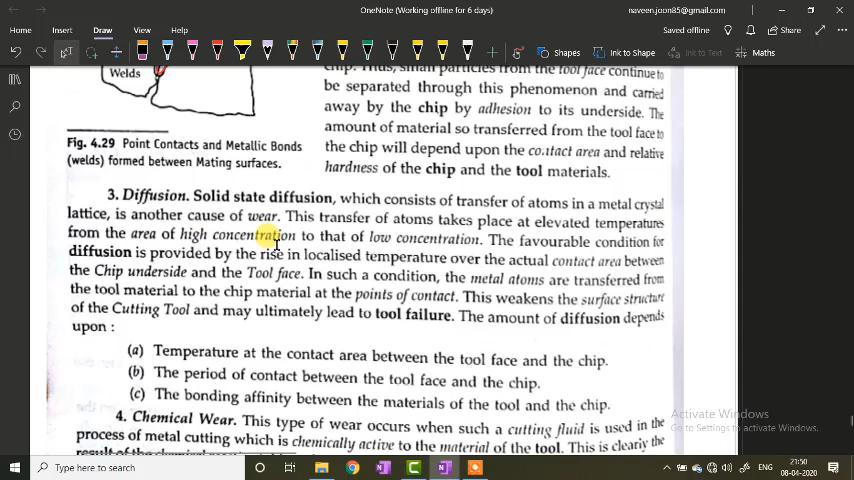 OneNote (Working offline for 6 days)
naveen.joon85@gmail.com
Home Insert Draw View Help
Saved offline Share
Shapes Ink to Shape Ink to Text Maths
Welds
Fig. 4.29 Point Contacts and Metallic Bonds
(welds) formed between Mating surfaces.
chip. Thus, small particles from the tool face continue to
be separated through this phenomenon and carried
away by the chip by adhesion to its underside. The
amount of material so transferred from the tool face to
the chip will depend upon the contact area and relative
hardness of the chip and the tool materials.
3. Diffusion. Solid state diffusion, which consists of transfer of atoms in a metal crystal
lattice, is another cause of wear. This transfer of atoms takes place at elevated temperatures
from the area of high concentration to that of low concentration. The favourable condition for
diffusion is provided by the rise in localised temperature over the actual contact area between
the Chip underside and the Tool face. In such a condition, the metal atoms are transferred from
the tool material to the chip material at the points of contact. This weakens the surface structure
of the Cutting Tool and may ultimately lead to tool failure. The amount of diffusion depends
upon :
(a) Temperature at the contact area between the tool face and the chip.
(b) The period of contact between the tool face and the chip.
(c) The bonding affinity between the materials of the tool and the chip.
4. Chemical Wear. This type of wear occurs when such a cutting fluid is used in the
process of metal cutting which is chemically active to the material of the tool. This is clearly the
result of the chemical
Activate Windows
Go to Settings to activate Windows.
Type here to search
ENG
21:50
08-04-2020